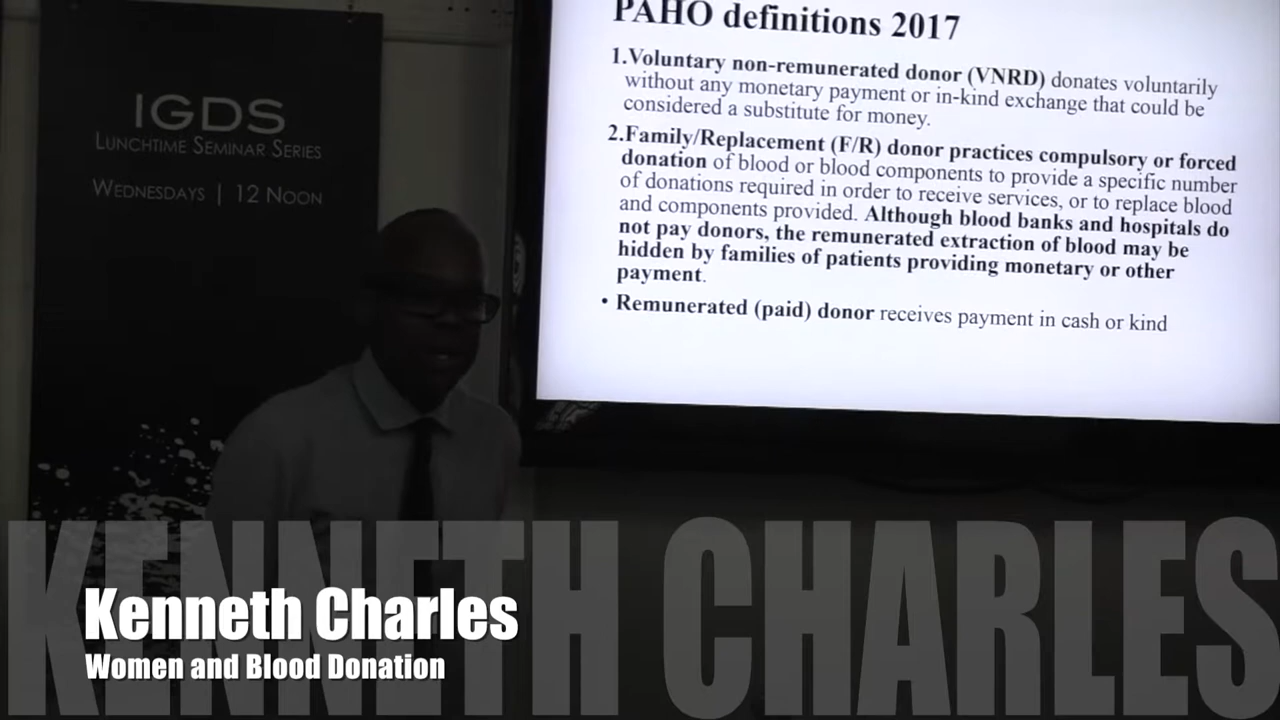 IGDS
LUNCHTIME SEMINAR SERIES
WEDNESDAYS | 12 NOON
PAHO definitions 2017
1.Voluntary non-remunerated donor (VNRD) donates voluntarily
without any monetary payment or in-kind exchange that could be
considered a substitute for money.
2.Family/Replacement (F/R) donor practices compulsory or forced
donation of blood or blood components to provide a specific number
of donations required in order to receive services, or to replace blood
and components provided. Although blood banks and hospitals do
not pay donors, the remunerated extraction of blood may be
hidden by families of patients providing monetary or other
payment.
• Remunerated (paid) donor receives payment in cash or kind
KENNETH CHARLES
Kenneth Charles
Women and Blood Donation